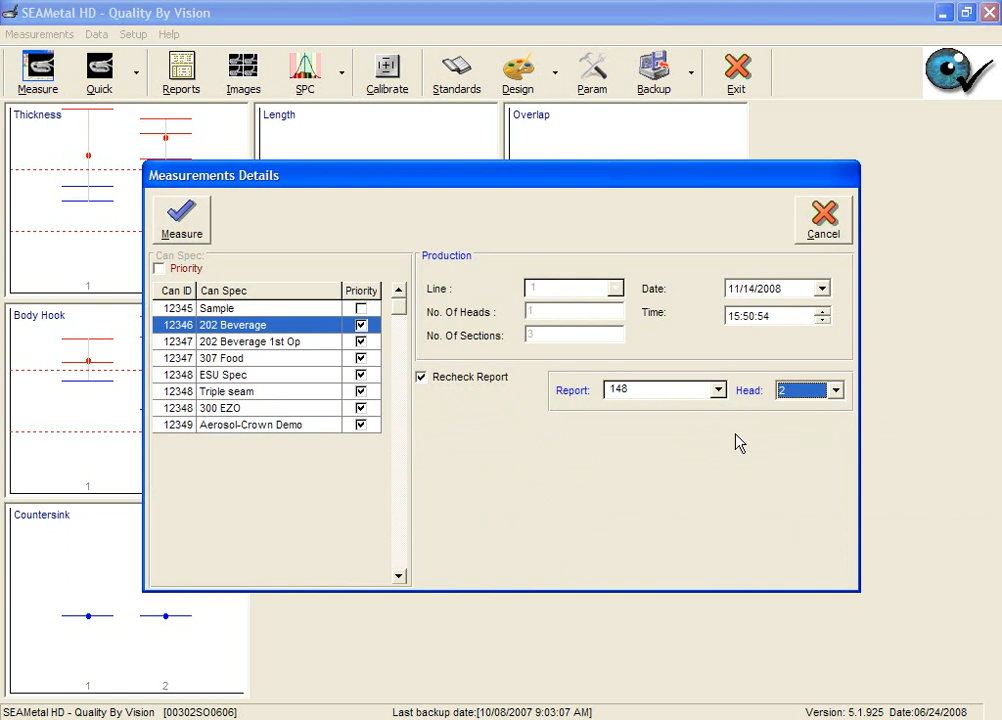 SEAMetal HD - Quality By Vision
Measurements Data Setup Help
Measure Quick Reports Images SPC Calibrate Standards Design Param Backup Exit
Thickness
Length
Overlap
1
Body Hook
1
Countersink
1 2
Measurements Details
Measure
Cancel
Can Spec:
Priority
Can ID Can Spec Priority
12345 Sample
12346 202 Beverage
12347 202 Beverage 1st Op
12347 307 Food
12348 ESU Spec
12348 Triple seam
12348 300 EZO
12349 Aerosol-Crown Demo
Production
Line : 1
Date: 11/14/2008
No. Of Heads : 1
Time: 15:50:54
No. Of Sections: 3
Recheck Report
Report: 148 Head: 2
SEAMetal HD - Quality By Vision [00302SO0606] Last backup date:[10/08/2007 9:03:07 AM] Version: 5.1.925 Date:06/24/2008